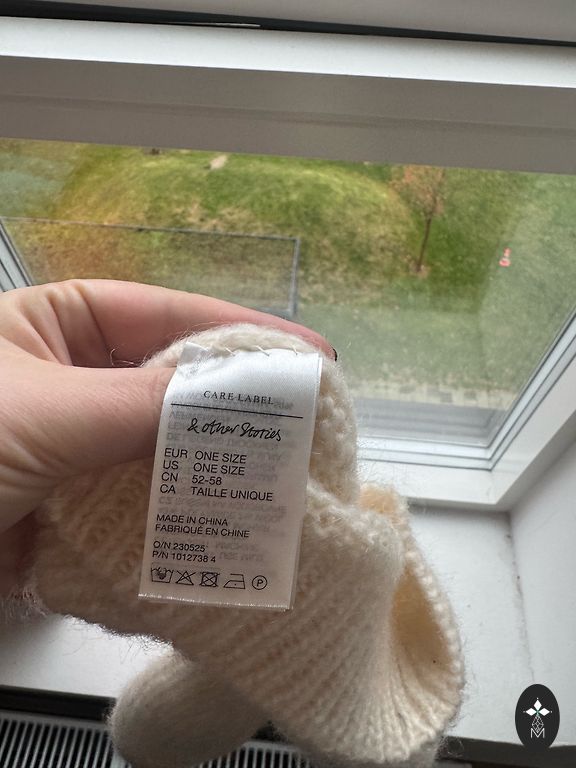 CARE LABEL
& other Stories
EUR ONE SIZE
US ONE SIZE
CN 52-58
CA TAILLE UNIQUE
MADE IN CHINA
FABRIQUÉ EN CHINE
O/N 230525
P/N 1012738 4
P
M